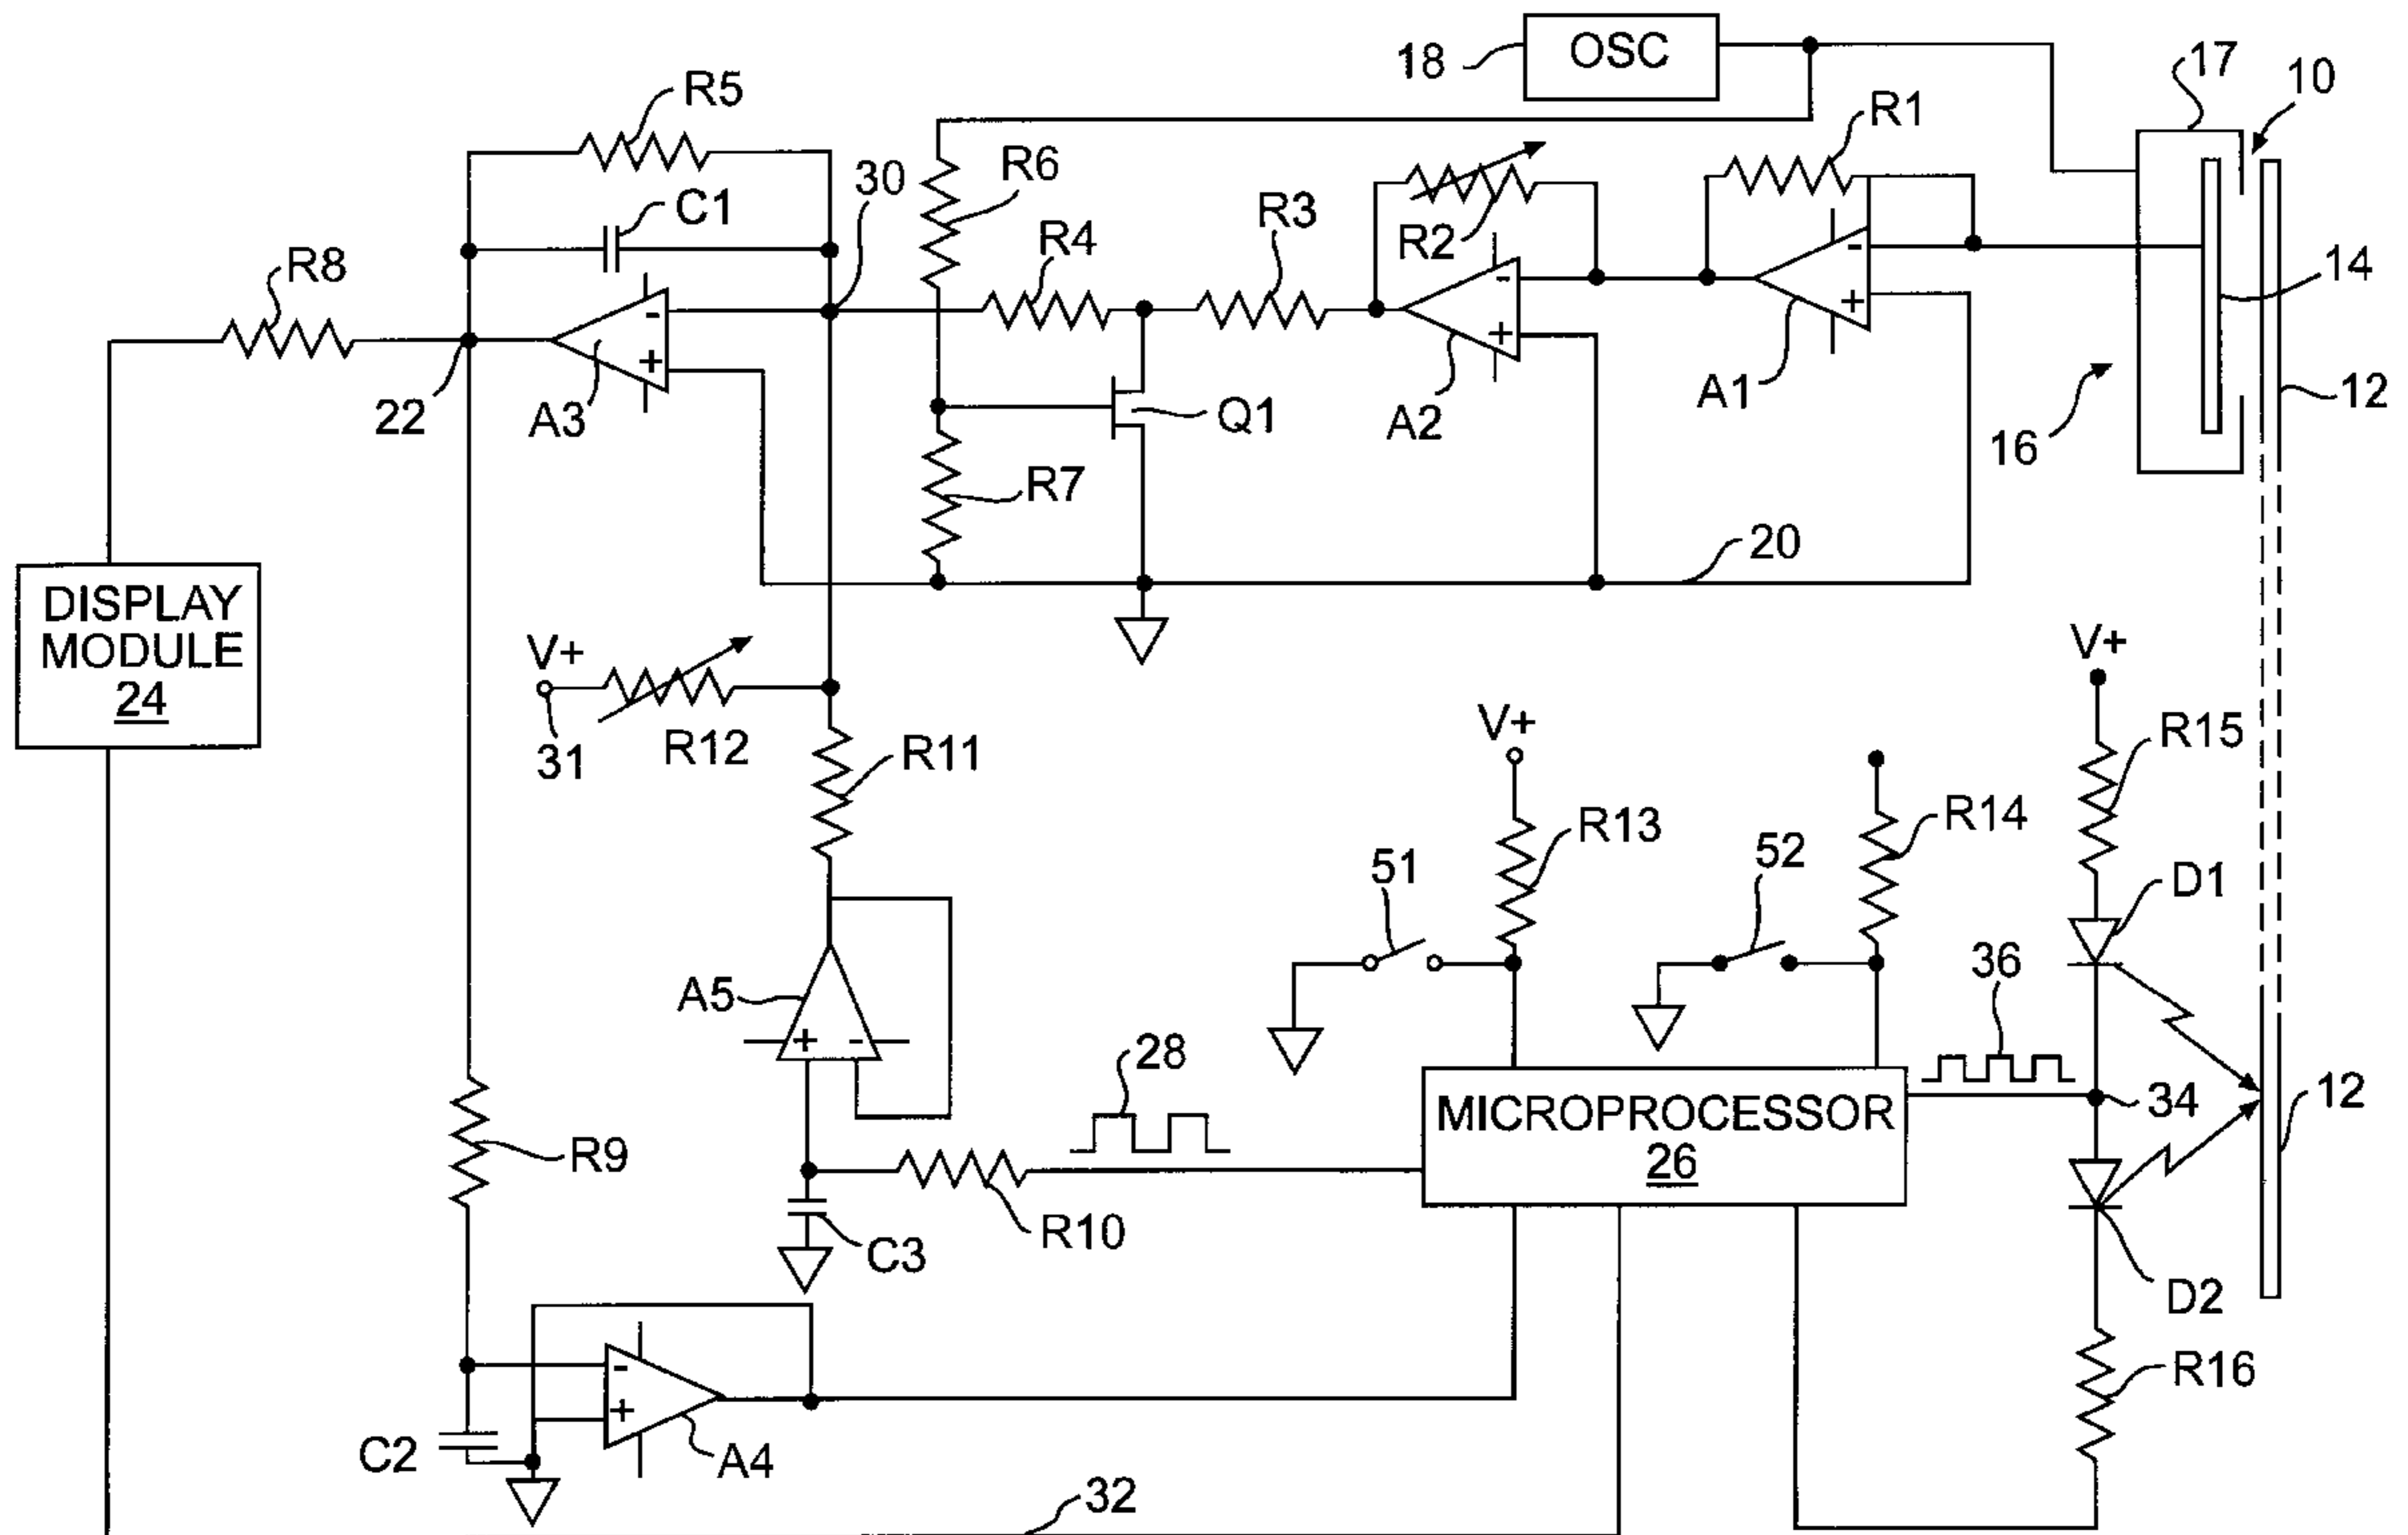 18
OSC
17
10
R5
R1
30
R6
C1
R3
R4
R2
R8
14
-
-
-
+
+
+
22
A3
Q1
A2
A1
12
16
R7
20
DISPLAY
MODULE
24
V+
V+
31
R12
V+
R15
R11
R13
R14
51
52
D1
36
A5
+
-
28
34
12
MICROPROCESSOR
26
R9
R10
C3
D2
-
+
R16
C2
A4
32